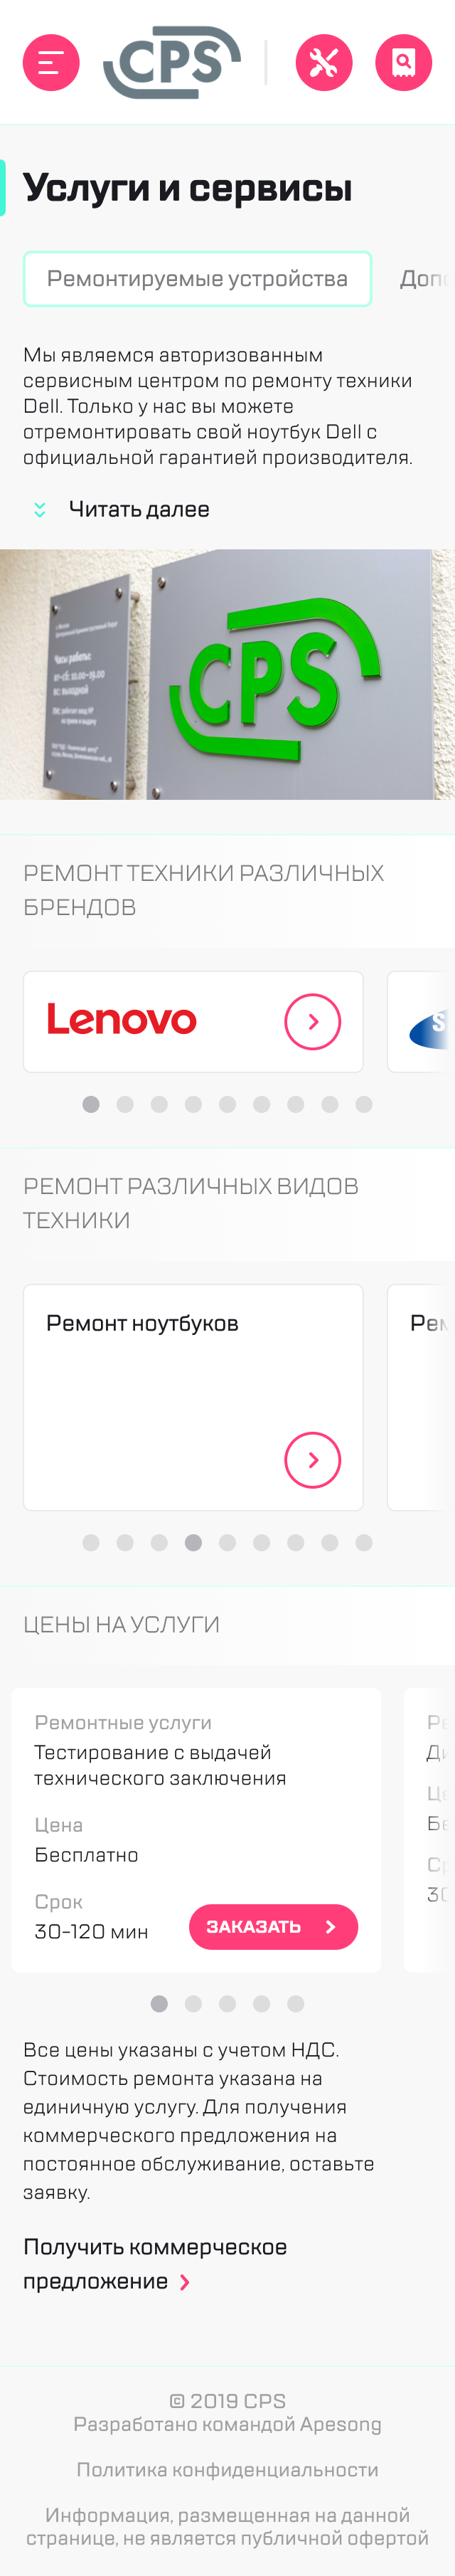 CPS
Услуги и сервисы
Ремонтируемые устройства
Мы являемся авторизованным
сервисным центром по ремонту техники
Dell. Только у нас вы можете
отремонтировать свой ноутбук Dell с
официальной гарантией производителя.
Читать далее
г. Москва
Часы работы:
CPS
РЕМОНТ ТЕХНИКИ РАЗЛИЧНЫХ
БРЕНДОВ
Lenovo
S
РЕМОНТ РАЗЛИЧНЫХ ВИДОВ
ТЕХНИКИ
Ремонт ноутбуков
ЦЕНЫ НА УСЛУГИ
Ремонтные услуги
Тестирование с выдачей
технического заключения
Цена
Бесплатно
Срок
30-120 мин
ЗАКАЗАТЬ
Все цены указаны с учетом НДС.
Стоимость ремонта указана на
единичную услугу. Для получения
коммерческого предложения на
постоянное обслуживание, оставьте
заявку.
Получить коммерческое
предложение
© 2019 CPS
Разработано командой Apesong
Политика конфиденциальности
Информация, размещенная на данной
странице, не является публичной офертой